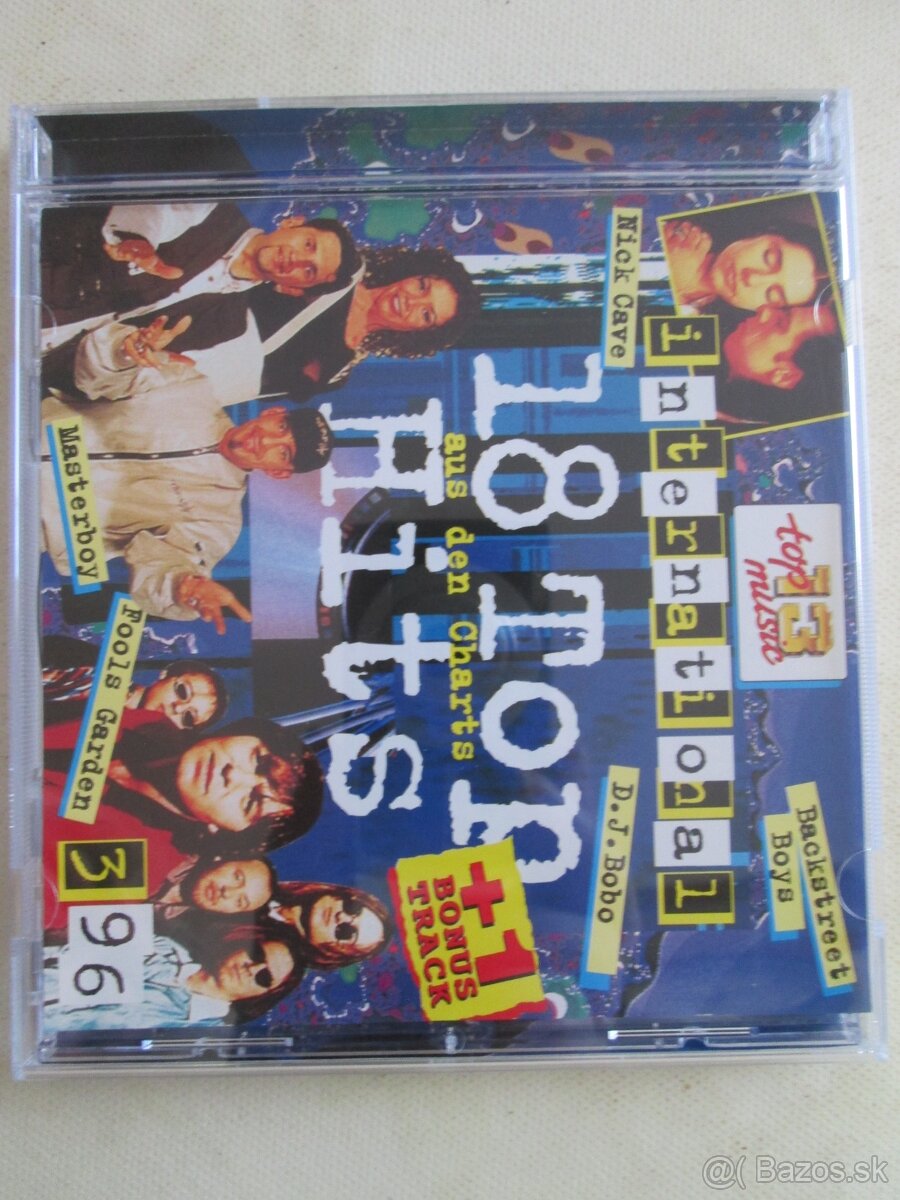 top 13 music
international
Nick Cave
Backstreet
Boys
D.J.Bobo
18 Top
aus den Charts
Hits
+1
BONUS
TRACK
Masterboy
Fools Garden
3 96
@( Bazos.sk